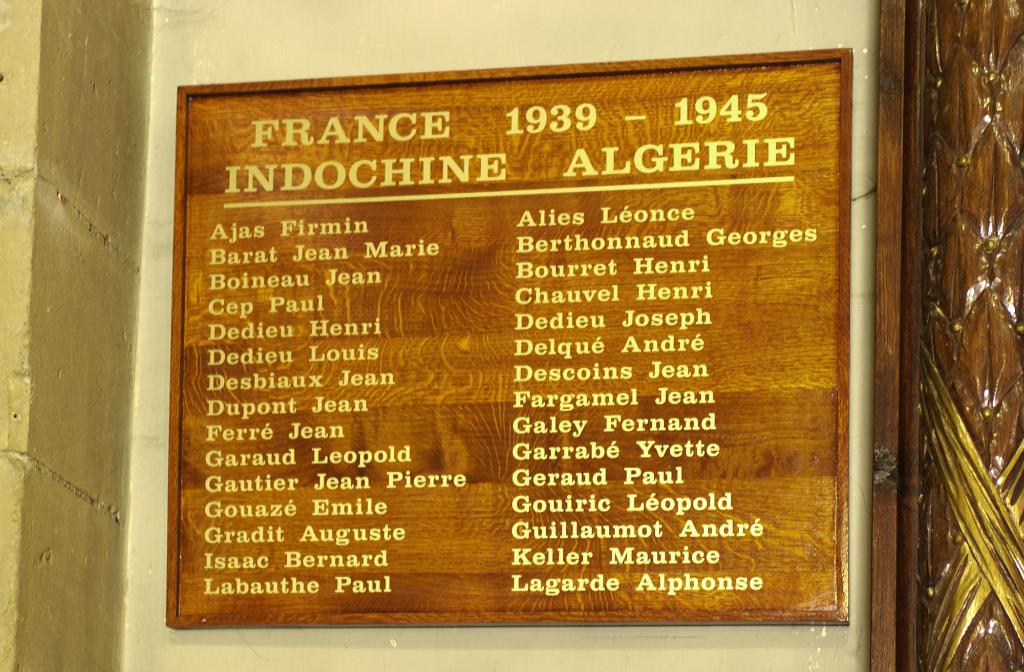 FRANCE 1939 – 1945
INDOCHINE ALGERIE
Ajas Firmin
Barat Jean Marie
Boineau Jean
Cep Paul
Dedieu Henri
Dedieu Louis
Desbiaux Jean
Dupont Jean
Ferré Jean
Garaud Leopold
Gautier Jean Pierre
Gouazé Emile
Gradit Auguste
Isaac Bernard
Labauthe Paul
Alies Léonce
Berthonnaud Georges
Bourret Henri
Chauvel Henri
Dedieu Joseph
Delqué André
Descoins Jean
Fargamel Jean
Galey Fernand
Garrabé Yvette
Geraud Paul
Gouiric Léopold
Guillaumot André
Keller Maurice
Lagarde Alphonse